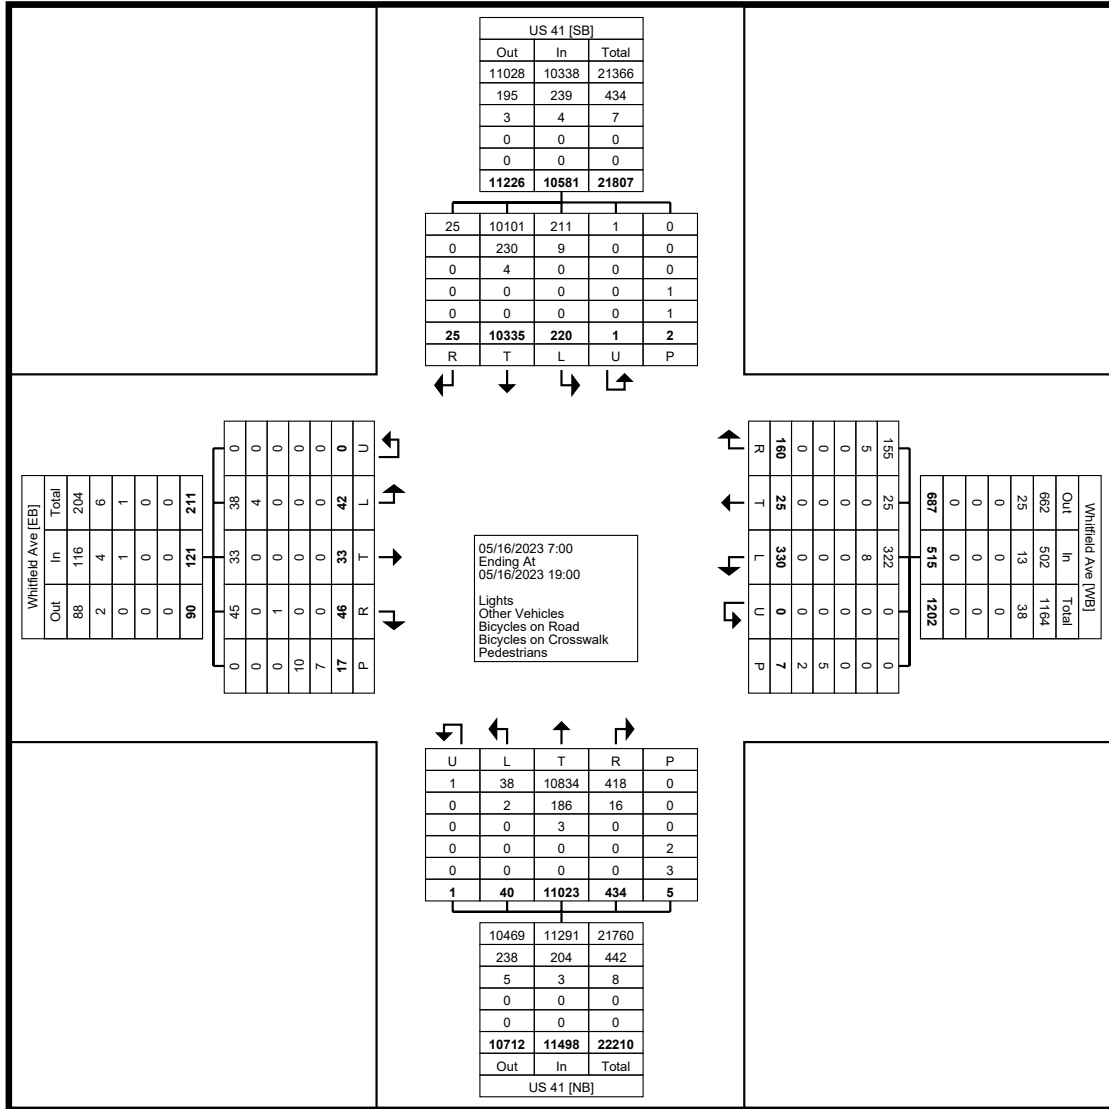 US 41 [SB]
Out In Total
11028 10338 21366
195 239 434
3 4 7
0 0 0
0 0 0
11226 10581 21807
25 10101 211 1 0
0 230 9 0 0
0 4 0 0 0
0 0 0 0 1
0 0 0 0 1
25 10335 220 1 2
R T L U P
Whitfield Ave [EB]
Total In Out
204 116 88
6 4 2
1 1 0
0 0 0
0 0 0
211 121 90
0 38 33 45 0
0 4 0 0 0
0 0 0 1 0
0 0 0 0 10
0 0 0 0 7
0 42 33 46 17
U L T R P
05/16/2023 7:00
Ending At
05/16/2023 19:00
Lights
Other Vehicles
Bicycles on Road
Bicycles on Crosswalk
Pedestrians
Whitfield Ave [WB]
Out In Total
662 502 1164
25 13 38
0 0 0
0 0 0
0 0 0
687 515 1202
155 25 322 0 0
5 0 8 0 0
0 0 0 0 0
0 0 0 0 5
0 0 0 0 2
160 25 330 0 7
R T L U P
U L T R P
1 38 10834 418 0
0 2 186 16 0
0 0 3 0 0
0 0 0 0 2
0 0 0 0 3
1 40 11023 434 5
10469 11291 21760
238 204 442
5 3 8
0 0 0
0 0 0
10712 11498 22210
Out In Total
US 41 [NB]